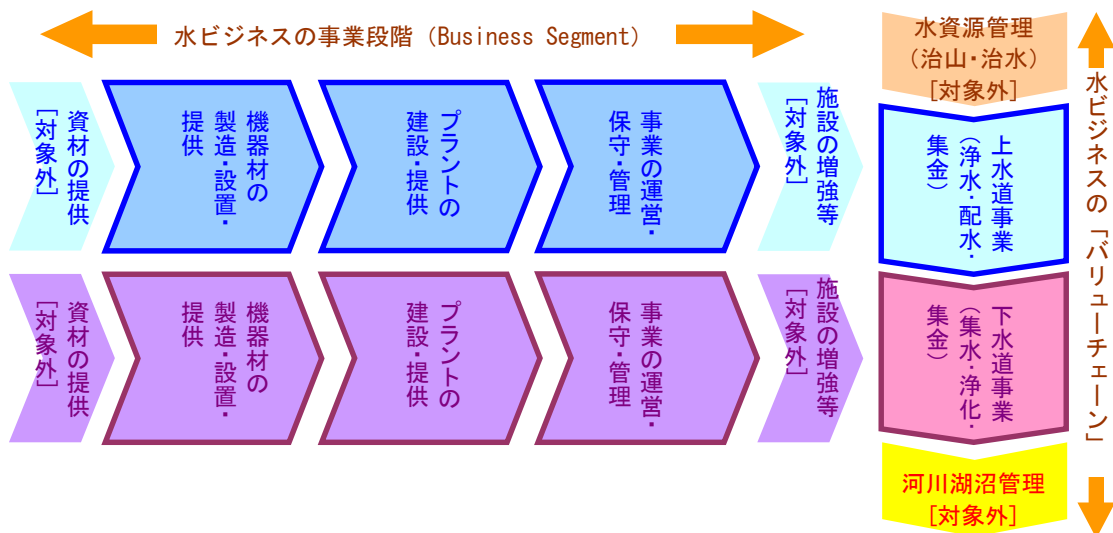 水ビジネスの事業段階（Business Segment）
資材の提供
［対象外］
機器材の
製造・設置・
提供
プラントの
建設・提供
事業の運営・
保守・管理
施設の増強等
［対象外］
資材の提供
［対象外］
機器材の
製造・設置・
提供
プラントの
建設・提供
事業の運営・
保守・管理
施設の増強等
［対象外］
水資源管理
（治山・治水）
[対象外]
上水道事業
（浄水・配水・
集金）
下水道事業
（集水・浄化・
集金）
河川湖沼管理
[対象外]
水ビジネスの「バリューチェーン」